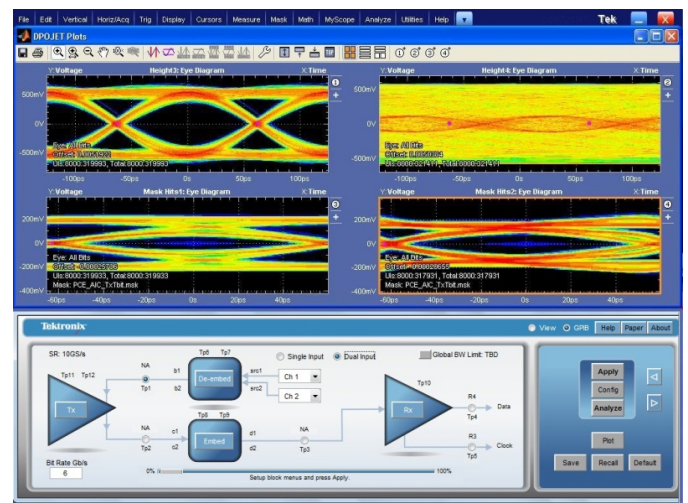 File Edit Vertical Horiz/Acq Trig Display Cursors Measure Mask Math MyScope Analyze Utilities Help Tek
DPOJET Plots
Y:Voltage Height3: Eye Diagram X:Time
500mV
0V
-500mV
Eye: All Bits
UIs:8000:319993, Total:8000:319993
-100ps -50ps 0s 50ps 100ps
Y:Voltage Height4: Eye Diagram X:Time
500mV
0V
-500mV
Eye: All Bits
-100ps -50ps 0s 50ps 100ps
Y:Voltage Mask Hits1: Eye Diagram X:Time
200mV
0V
-200mV
-400mV
Eye: All Bits
UIs:8000:319933, Total:8000:319933
Mask: PCE_AIC_TxTbit.msk
-60ps -40ps -20ps 0s 20ps 40ps
Y:Voltage Mask Hits2: Eye Diagram X:Time
200mV
0V
-200mV
-400mV
Eye: All Bits
UIs:8000:317931, Total:8000:317931
Mask: PCE_AIC_TxTbit.msk
-60ps -40ps -20ps 0s 20ps 40ps
Tektronix View GPIB Help Paper About
SR: 10GS/s
Tp11 Tp12
Tx
Bit Rate Gb/s
6
NA
Tp1
NA
Tp2
b1
b2
Tp6 Tp7
De-embed
src1
src2
Ch 1
Ch 2
Single Input Dual Input
Global BW Limit: TBD
c1
c2
Tp8 Tp9
Embed
d1
d2
NA
Tp3
Tp10
Rx
R4
Tp4
Data
R3
Tp5
Clock
0% 100%
Setup block menus and press Apply.
Apply
Config
Analyze
Plot
Save Recall Default